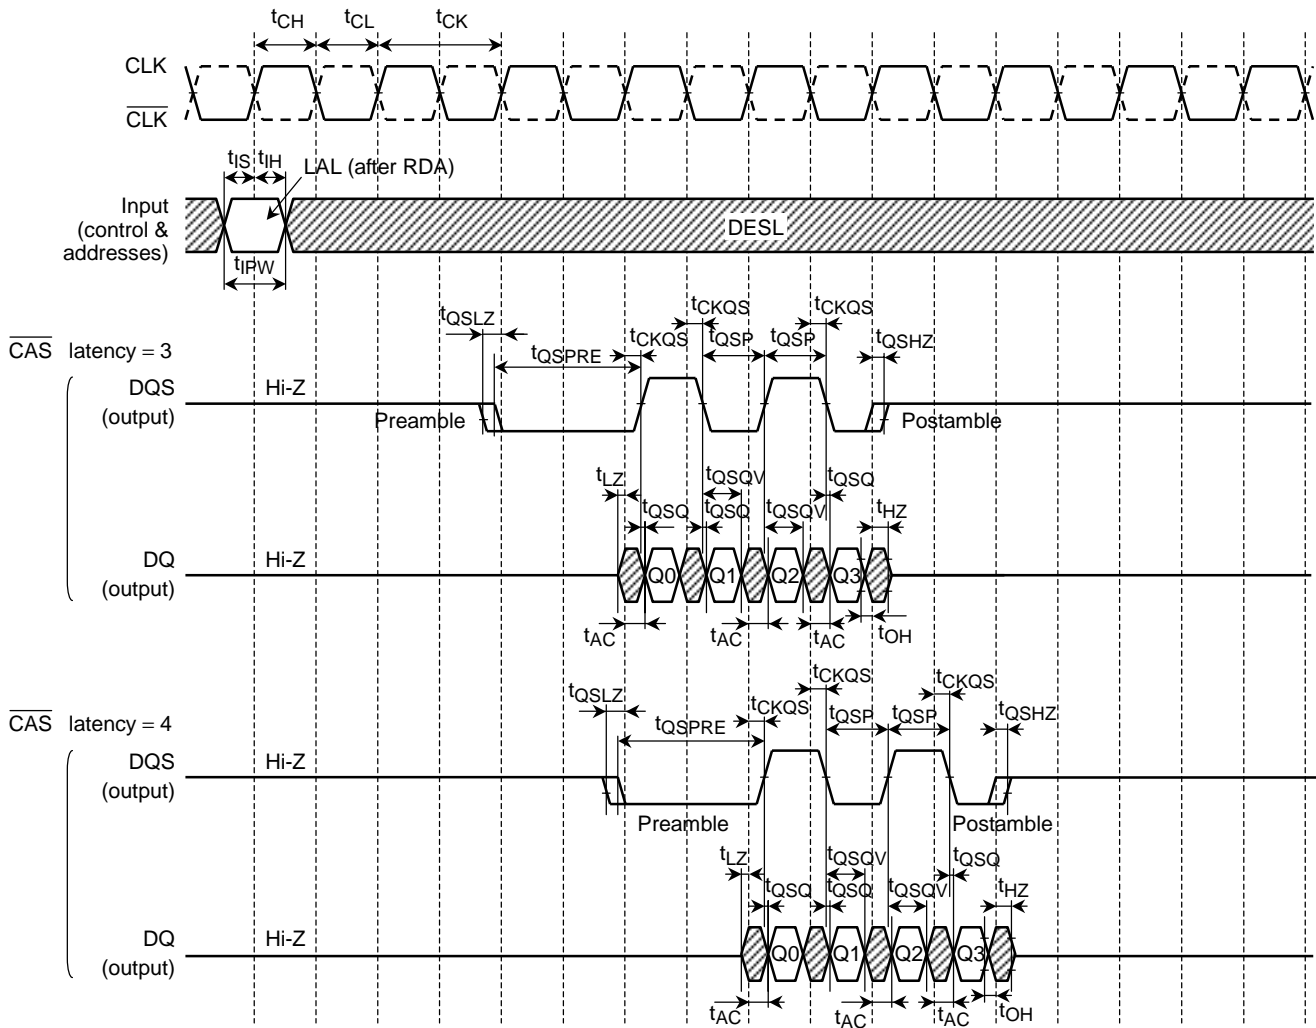 tCH tCL tCK
CLK
CLK
tIS tIH LAL (after RDA)
Input
(control &
addresses)
DESL
tIPW
CAS latency = 3
tQSLZ tQSPRE tCKQS tCKQS tQSP tQSP tCKQS tQSHZ
DQS
(output)
Hi-Z
Preamble
Postamble
tLZ tQSQ tQSQV tQSQ tQSQV tQSQ tHZ
DQ
(output)
Hi-Z
Q0 Q1 Q2 Q3
tAC tAC tAC tOH
CAS latency = 4
tQSLZ tQSPRE tCKQS tCKQS tQSP tQSP tCKQS tQSHZ
DQS
(output)
Hi-Z
Preamble
Postamble
tLZ tQSQ tQSQV tQSQ tQSQV tQSQ tHZ
DQ
(output)
Hi-Z
Q0 Q1 Q2 Q3
tAC tAC tAC tOH